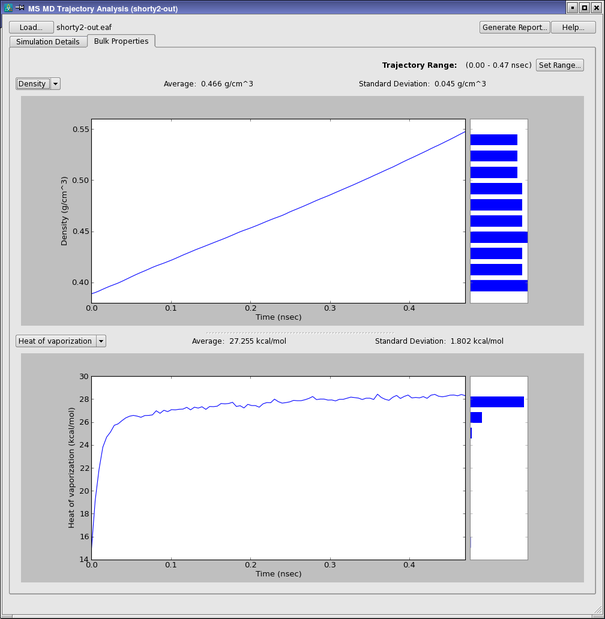 MS MD Trajectory Analysis (shorty2-out)
Load... shorty2-out.eaf Generate Report... Help...
Simulation Details Bulk Properties
Trajectory Range: (0.00 - 0.47 nsec) Set Range...
Density Average: 0.466 g/cm^3 Standard Deviation: 0.045 g/cm^3
0.55
0.50
0.45
0.40
Density (g/cm^3)
0.0 0.1 0.2 0.3 0.4
Time (nsec)
Heat of vaporization Average: 27.255 kcal/mol Standard Deviation: 1.802 kcal/mol
30
28
26
24
22
20
18
16
14
Heat of vaporization (kcal/mol)
0.0 0.1 0.2 0.3 0.4
Time (nsec)